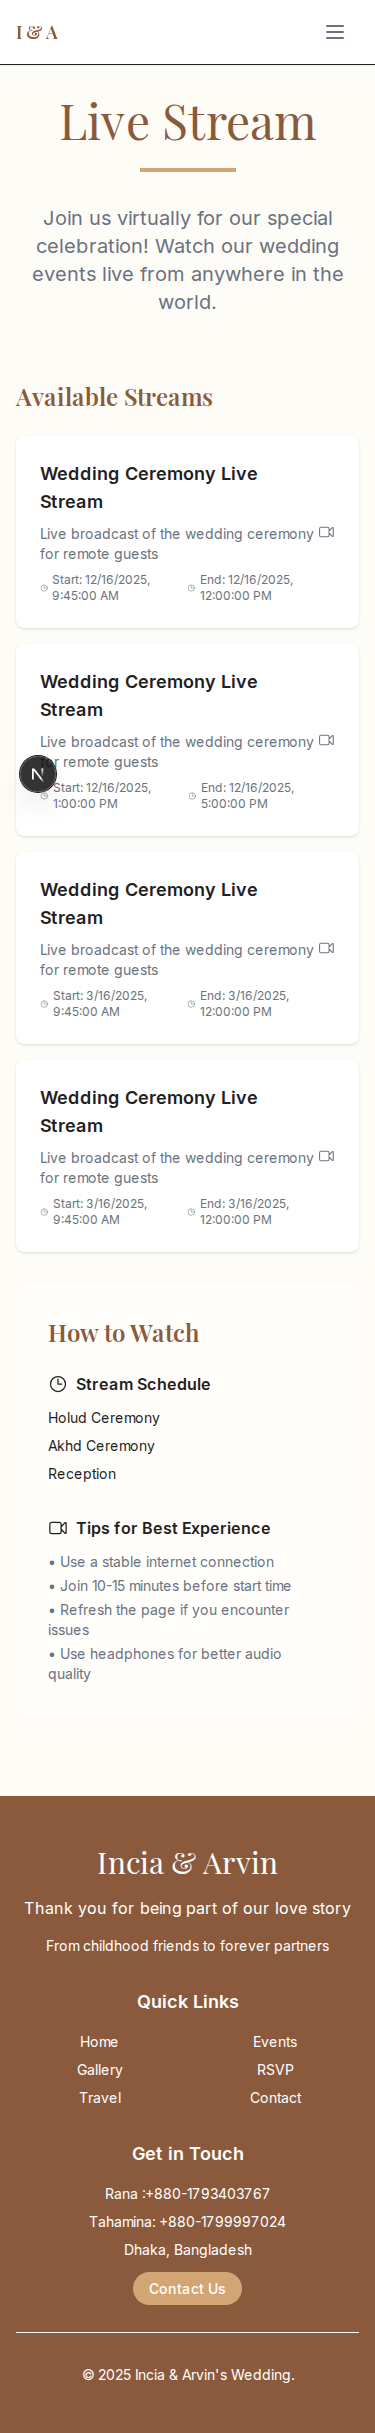 I & A
Live Stream
Join us virtually for our special
celebration! Watch our wedding
events live from anywhere in the
world.
Available Streams
Wedding Ceremony Live
Stream
Live broadcast of the wedding ceremony
for remote guests
Start: 12/16/2025,
9:45:00 AM
End: 12/16/2025,
12:00:00 PM
Wedding Ceremony Live
Stream
Live broadcast of the wedding ceremony
for remote guests
N
Start: 12/16/2025,
1:00:00 PM
End: 12/16/2025,
5:00:00 PM
Wedding Ceremony Live
Stream
Live broadcast of the wedding ceremony
for remote guests
Start: 3/16/2025,
9:45:00 AM
End: 3/16/2025,
12:00:00 PM
Wedding Ceremony Live
Stream
Live broadcast of the wedding ceremony
for remote guests
Start: 3/16/2025,
9:45:00 AM
End: 3/16/2025,
12:00:00 PM
How to Watch
Stream Schedule
Holud Ceremony
Akhd Ceremony
Reception
Tips for Best Experience
• Use a stable internet connection
• Join 10-15 minutes before start time
• Refresh the page if you encounter
issues
• Use headphones for better audio
quality
Incia & Arvin
Thank you for being part of our love story
From childhood friends to forever partners
Quick Links
Home
Events
Gallery
RSVP
Travel
Contact
Get in Touch
Rana :+880-1793403767
Tahamina: +880-1799997024
Dhaka, Bangladesh
Contact Us
© 2025 Incia & Arvin's Wedding.